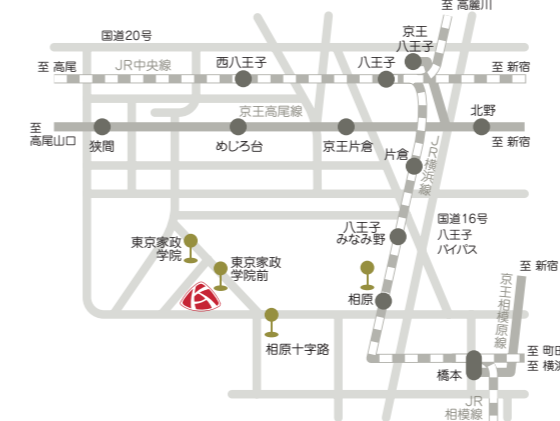 至 高麗川
国道20号
京王
八王子
至 高尾
JR中央線
西八王子
八王子
至 新宿
京王高尾線
北野
至
高尾山口
狭間
めじろ台
京王片倉
片倉
至 新宿
JR横浜線
東京家政
学院
東京家政
学院前
八王子
みなみ野
国道16号
八王子
バイパス
至 新宿
相原
京王相模原線
相原十字路
至 町田
至 横浜
橋本
JR
相模線